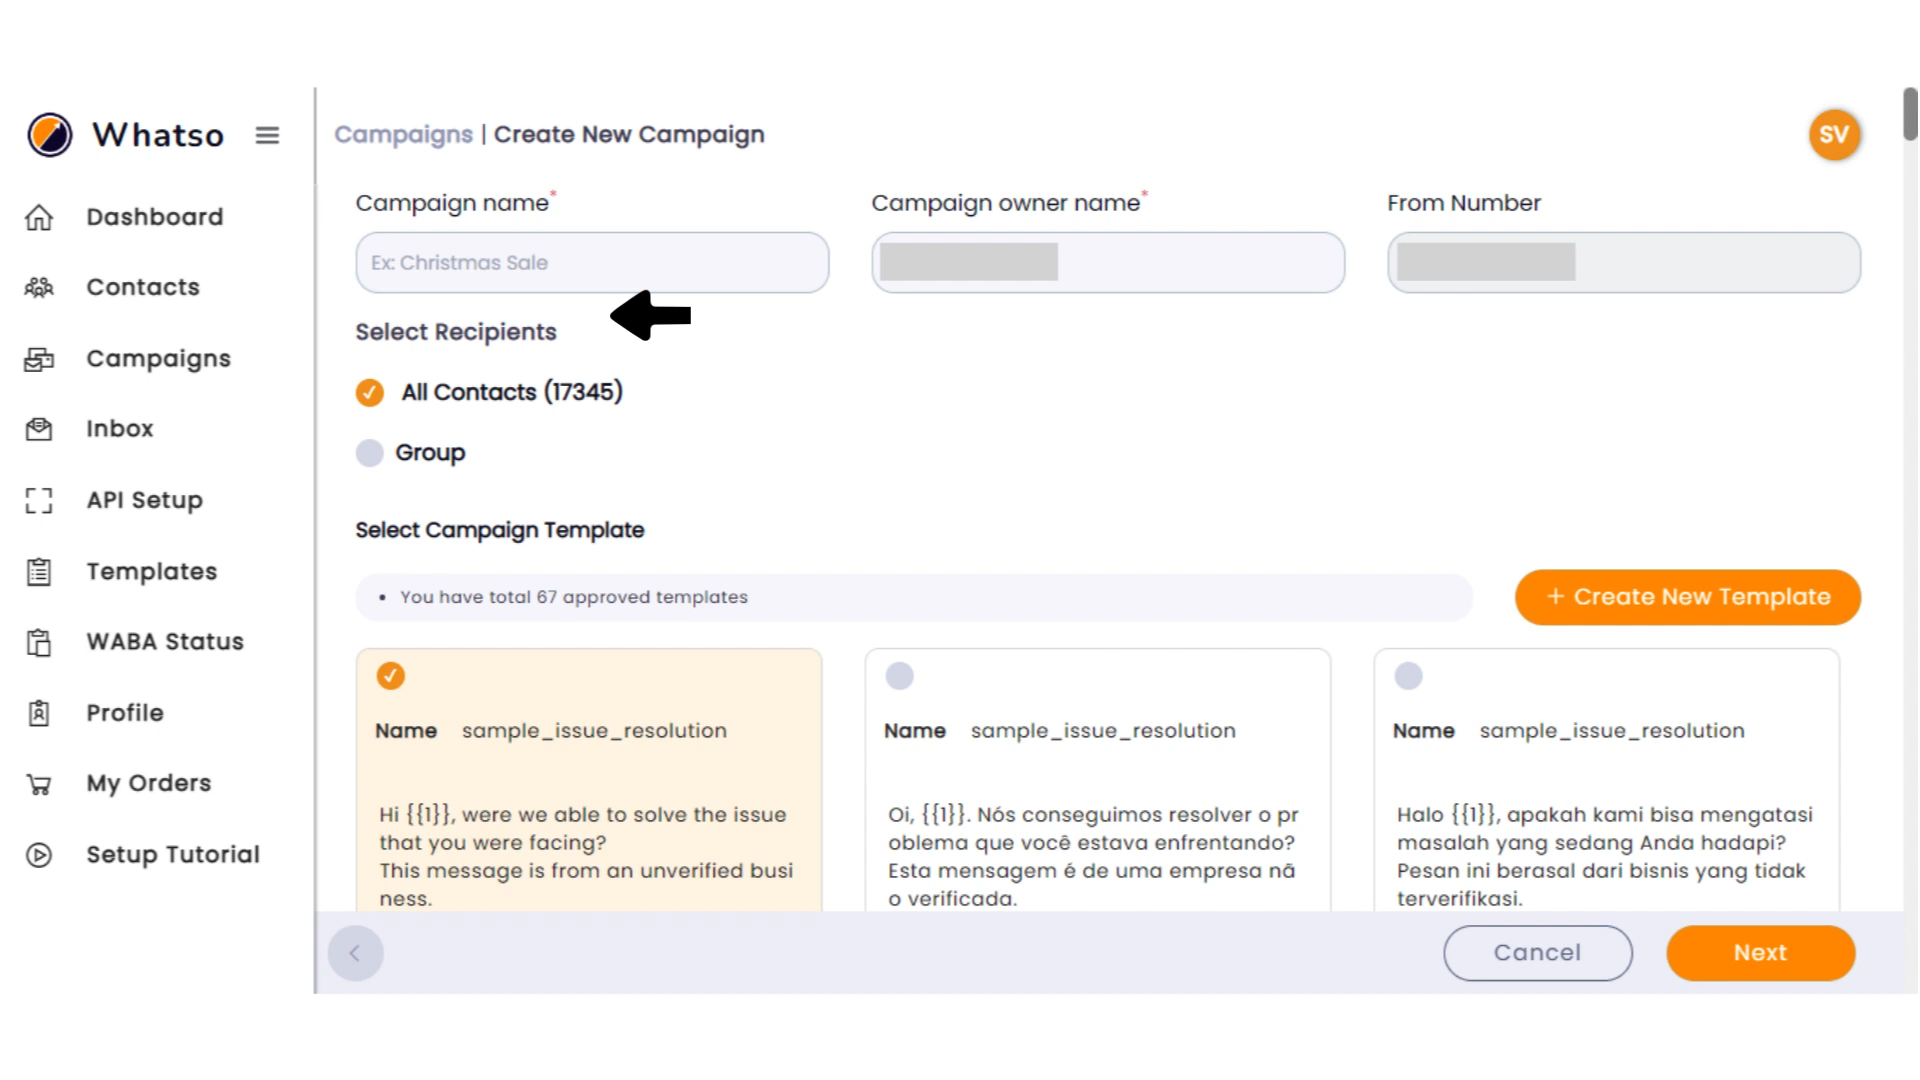 Whatso
Campaigns | Create New Campaign
SV
Dashboard
Contacts
Campaigns
Inbox
API Setup
Templates
WABA Status
Profile
My Orders
Setup Tutorial
Campaign name*
Campaign owner name*
From Number
Ex: Christmas Sale
Select Recipients
All Contacts (17345)
Group
Select Campaign Template
• You have total 67 approved templates
+ Create New Template
Name sample_issue_resolution
Hi {{1}}, were we able to solve the issue
that you were facing?
This message is from an unverified busi
ness.
Name sample_issue_resolution
Oi, {{1}}. Nós conseguimos resolver o pr
oblema que você estava enfrentando?
Esta mensagem é de uma empresa nã
o verificada.
Name sample_issue_resolution
Halo {{1}}, apakah kami bisa mengatasi
masalah yang sedang Anda hadapi?
Pesan ini berasal dari bisnis yang tidak
terverifikasi.
Cancel
Next